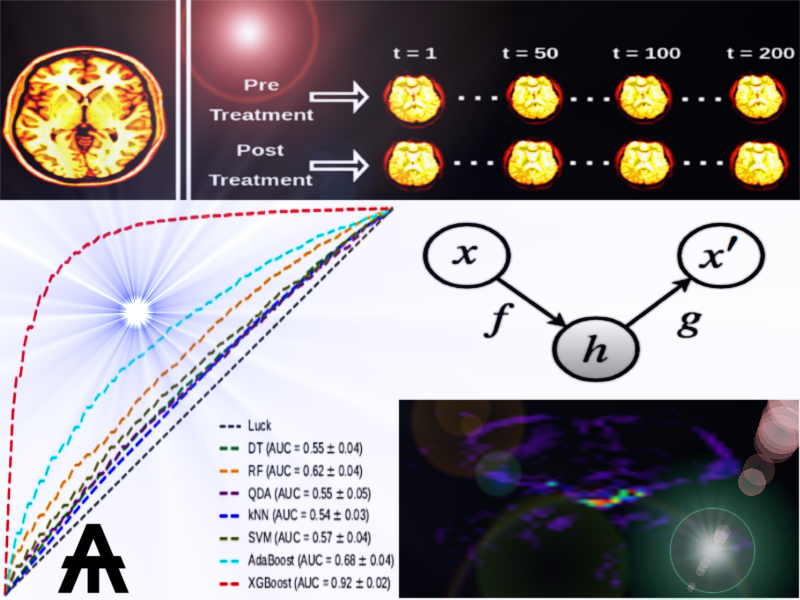 t = 1 t = 50 t = 100 t = 200
Pre
Treatment
Post
Treatment
x
x′
f
g
h
Luck
DT (AUC = 0.55 ± 0.04)
RF (AUC = 0.62 ± 0.04)
QDA (AUC = 0.55 ± 0.05)
kNN (AUC = 0.54 ± 0.03)
SVM (AUC = 0.57 ± 0.04)
AdaBoost (AUC = 0.68 ± 0.04)
XGBoost (AUC = 0.92 ± 0.02)